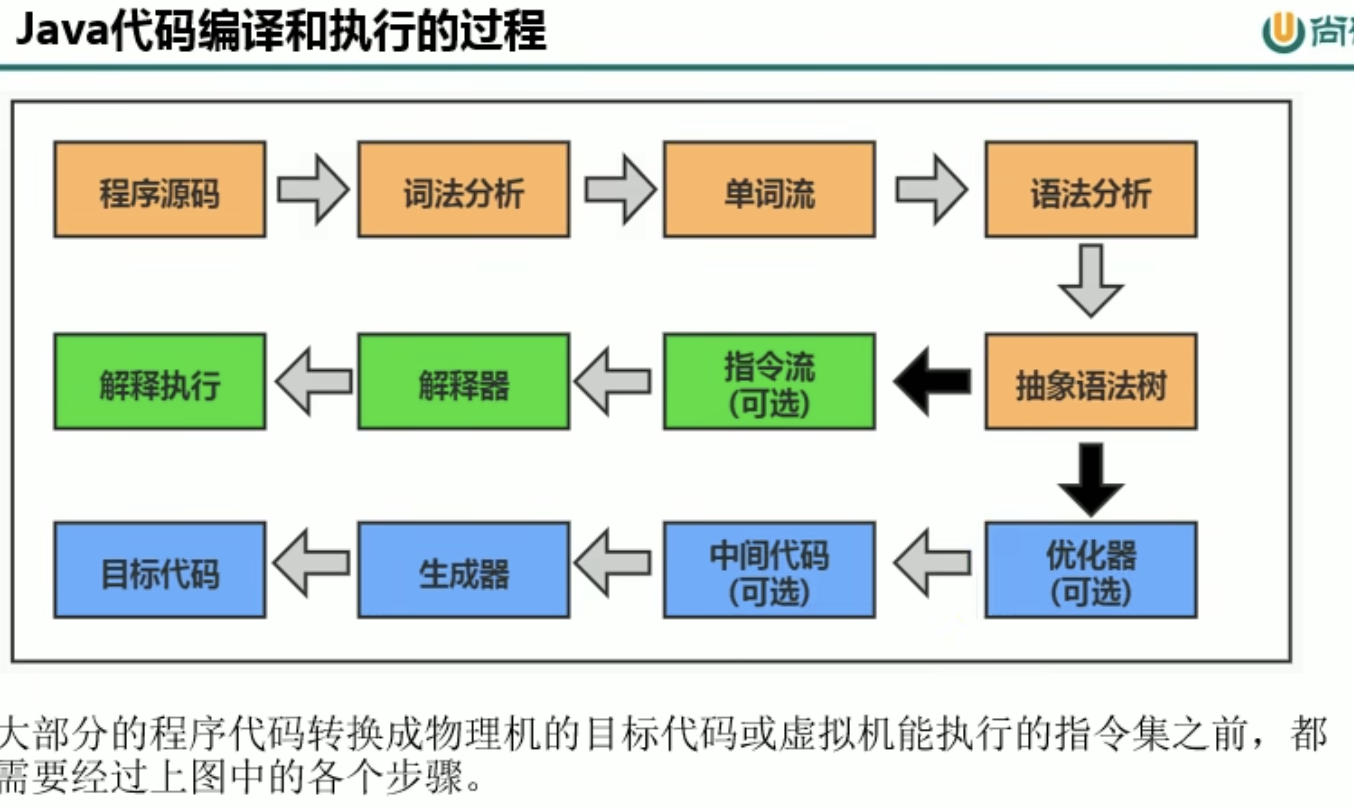 Java代码编译和执行的过程
尚
程序源码
词法分析
单词流
语法分析
解释执行
解释器
指令流
(可选)
抽象语法树
目标代码
生成器
中间代码
(可选)
优化器
(可选)
大部分的程序代码转换成物理机的目标代码或虚拟机能执行的指令集之前，都
需要经过上图中的各个步骤。